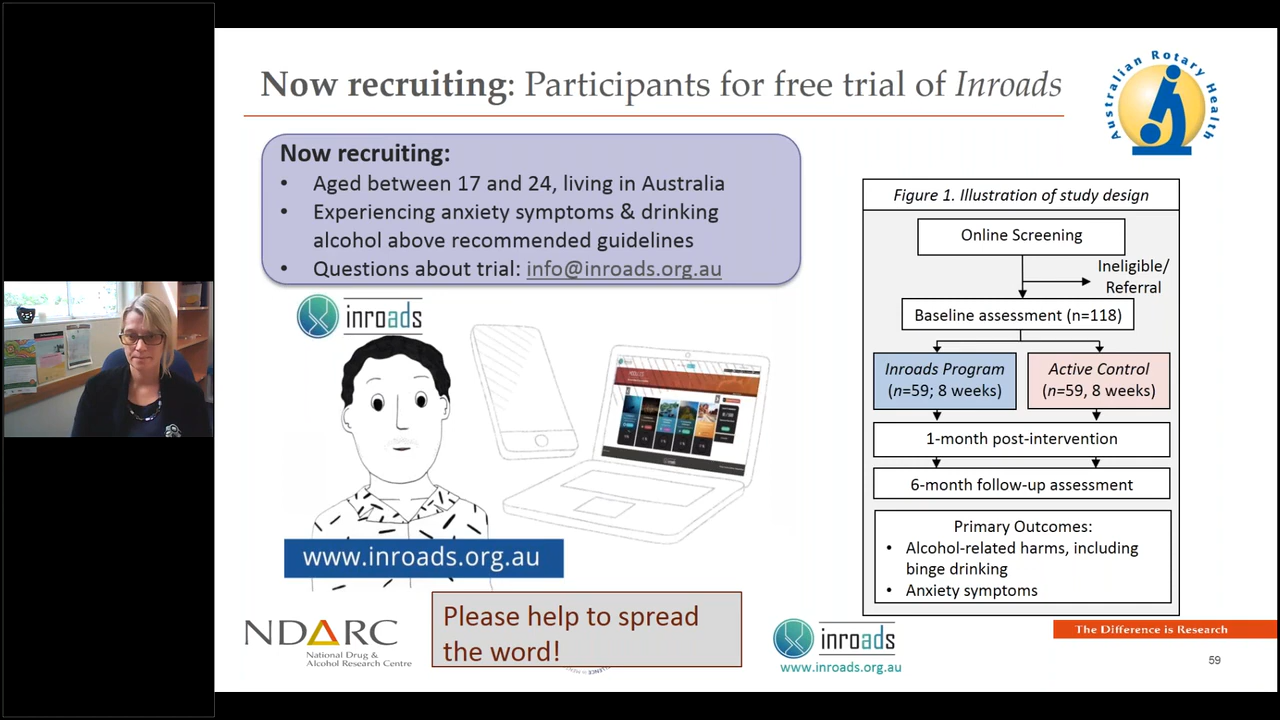 Now recruiting: Participants for free trial of Inroads
Australian Rotary Health
Now recruiting:
• Aged between 17 and 24, living in Australia
• Experiencing anxiety symptoms & drinking
alcohol above recommended guidelines
• Questions about trial: info@inroads.org.au
inroads
www.inroads.org.au
Figure 1. Illustration of study design
Online Screening
Ineligible/
Referral
Baseline assessment (n=118)
Inroads Program
(n=59; 8 weeks)
Active Control
(n=59, 8 weeks)
1-month post-intervention
6-month follow-up assessment
Primary Outcomes:
• Alcohol-related harms, including
binge drinking
• Anxiety symptoms
NDARC
National Drug &
Alcohol Research Centre
Please help to spread
the word!
inroads
www.inroads.org.au
The Difference is Research
59